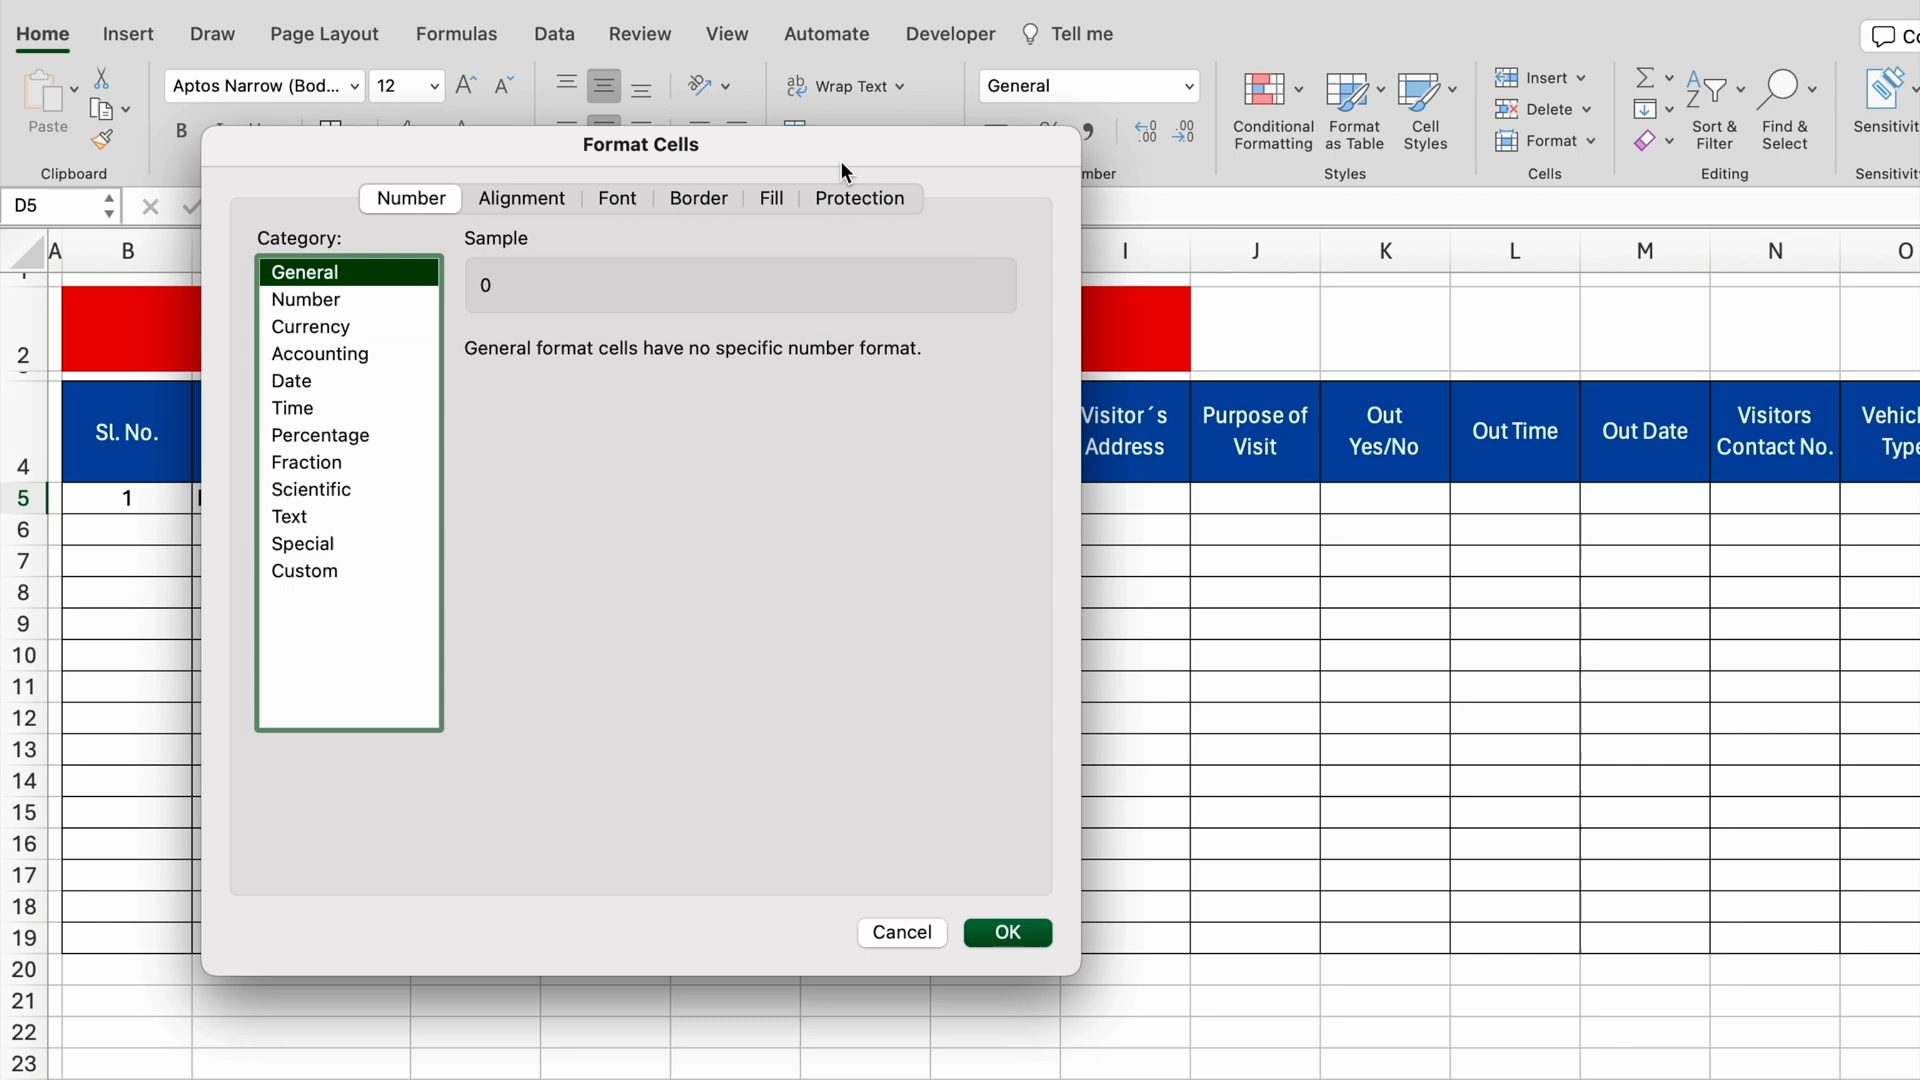 Home Insert Draw Page Layout Formulas Data Review View Automate Developer Tell me
Aptos Narrow (Bod... 12 Wrap Text General Insert
Paste Delete
B Conditional Formatting Format as Table Cell Styles Format Sort & Filter Find & Select Sensitivit
Clipboard mber Styles Cells Editing Sensitivit
D5
Format Cells
Number Alignment Font Border Fill Protection
Category:
General
Number
Currency
Accounting
Date
Time
Percentage
Fraction
Scientific
Text
Special
Custom
Sample
0
General format cells have no specific number format.
Cancel OK
A B I J K L M N O
2
4 Sl. No. Visitor´s Address Purpose of Visit Out Yes/No Out Time Out Date Visitors Contact No. Vehic Type
5 1
6
7
8
9
10
11
12
13
14
15
16
17
18
19
20
21
22
23